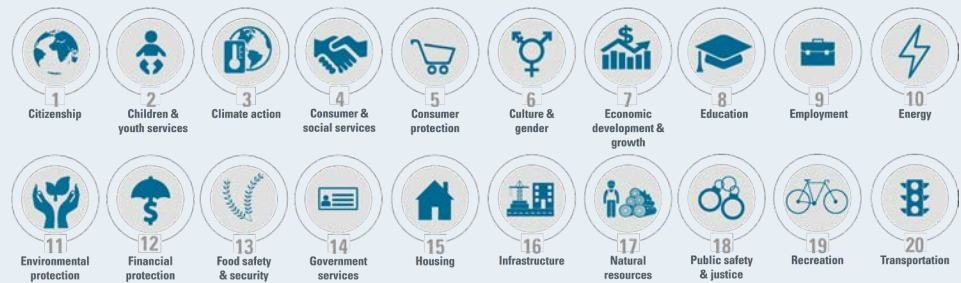 1 2 3 4 5 6 7 8 9 10
Citizenship
Children &
youth services
Climate action
Consumer &
social services
Consumer
protection
Culture &
gender
Economic
development &
growth
Education
Employment
Energy
11 12 13 14 15 16 17 18 19 20
Environmental
protection
Financial
protection
Food safety
& security
Government
services
Housing
Infrastructure
Natural
resources
Public safety
& justice
Recreation
Transportation